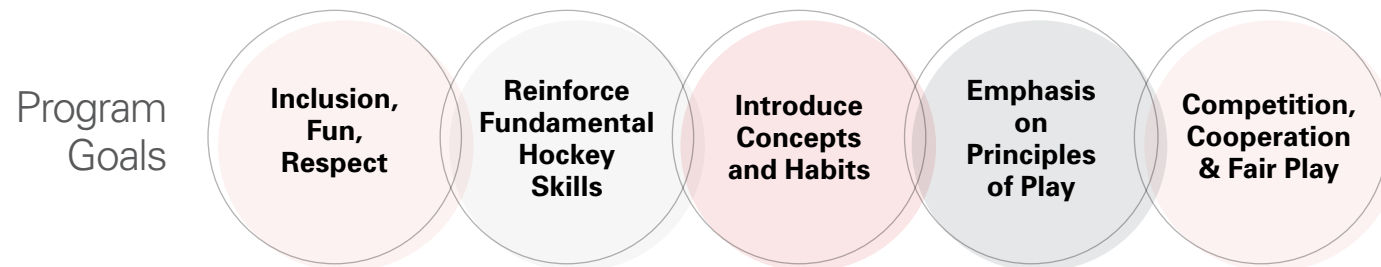 Program
Goals
Inclusion,
Fun,
Respect
Reinforce
Fundamental
Hockey
Skills
Introduce
Concepts
and Habits
Emphasis
on
Principles
of Play
Competition,
Cooperation
& Fair Play